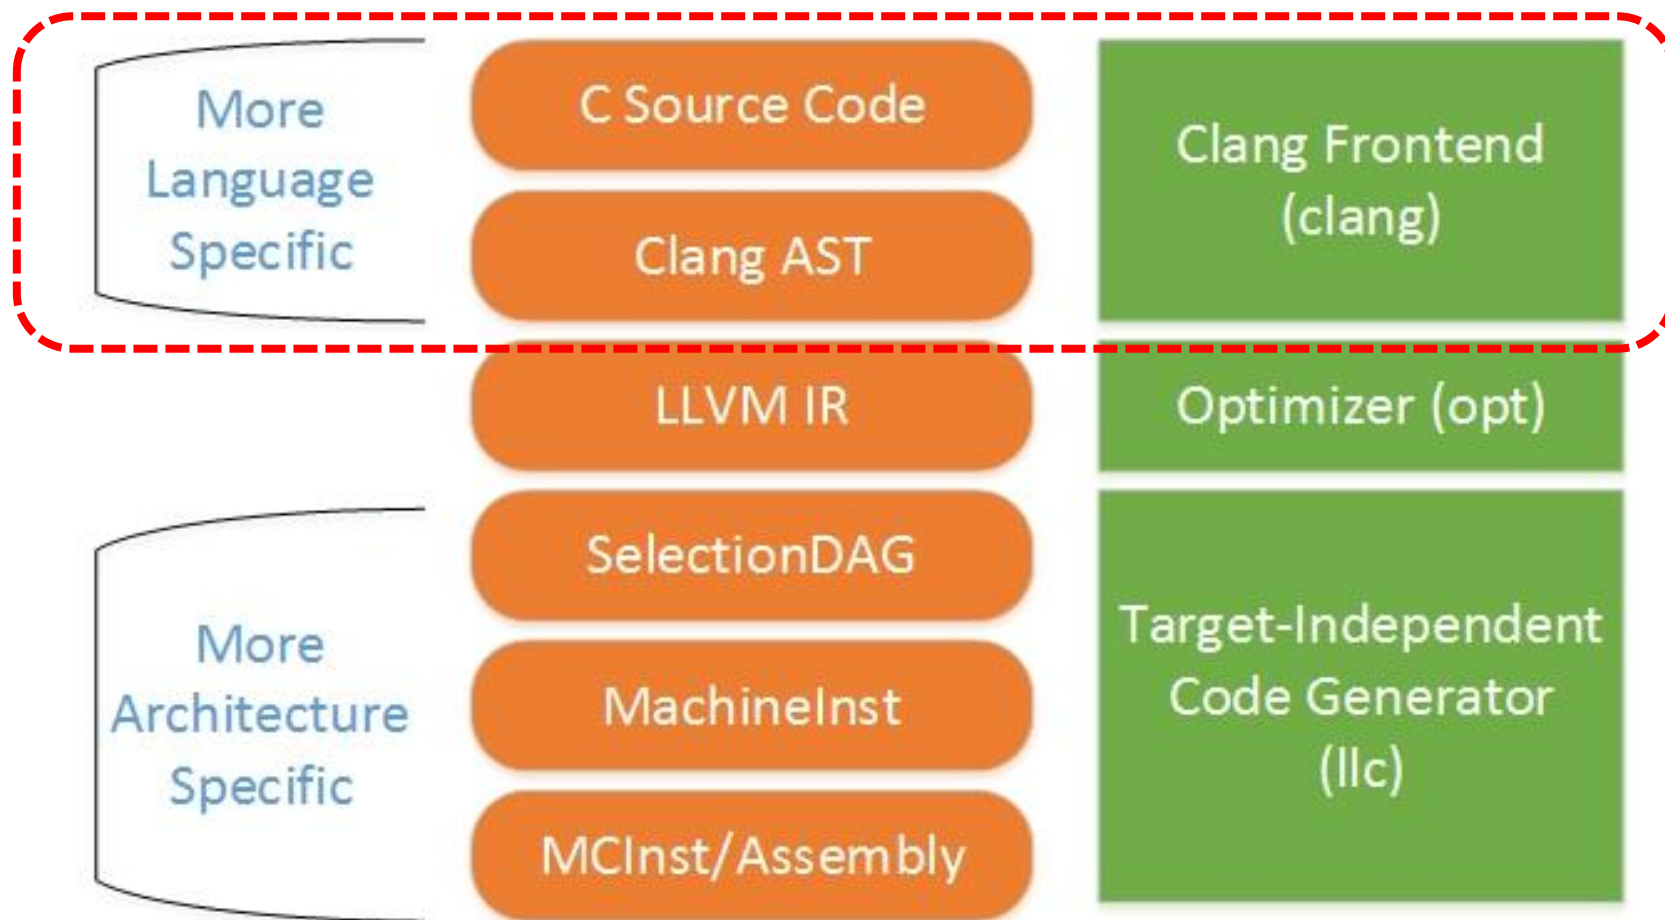 More
Language
Specific
C Source Code
Clang AST
Clang Frontend
(clang)
LLVM IR
Optimizer (opt)
More
Architecture
Specific
SelectionDAG
MachineInst
MCInst/Assembly
Target-Independent
Code Generator
(llc)